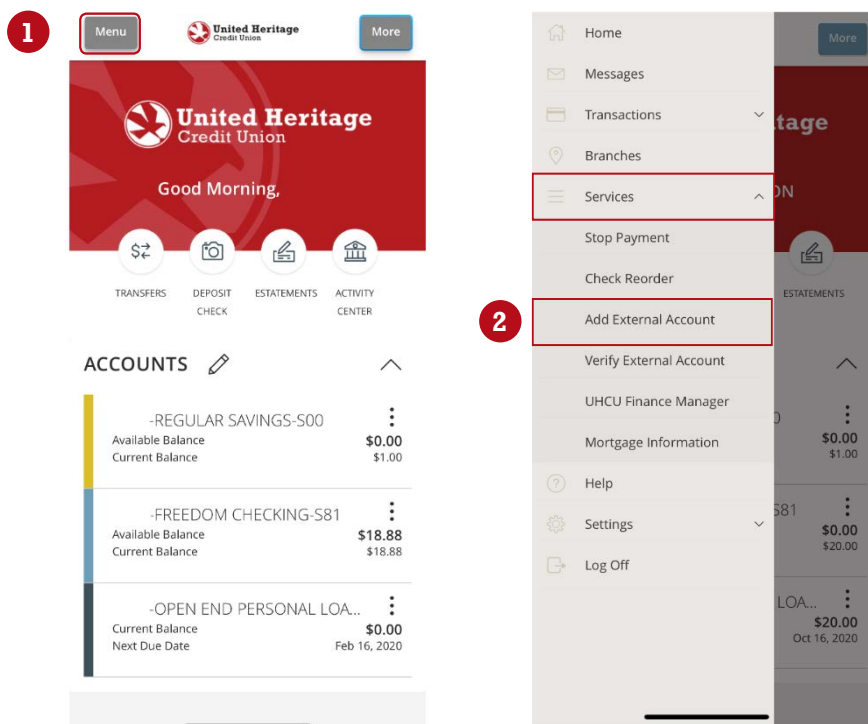 1
Menu
United Heritage
Credit Union
More
United Heritage
Credit Union
Good Morning,
TRANSFERS
DEPOSIT
CHECK
ESTATEMENTS
ACTIVITY
CENTER
ACCOUNTS
-REGULAR SAVINGS-S00
Available Balance $0.00
Current Balance $1.00
-FREEDOM CHECKING-S81
Available Balance $18.88
Current Balance $18.88
-OPEN END PERSONAL LOA...
Current Balance $0.00
Next Due Date Feb 16, 2020
2
Home
Messages
Transactions
Branches
Services
Stop Payment
Check Reorder
Add External Account
Verify External Account
UHCU Finance Manager
Mortgage Information
Help
Settings
Log Off
More
tage
ON
ESTATEMENTS
0
$0.00
$1.00
S81
$0.00
$20.00
LOA...
$20.00
Oct 16, 2020